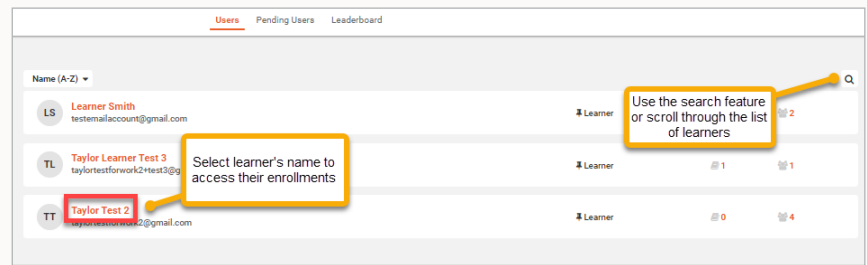 Users Pending Users Leaderboard
Name (A-Z)
LS Learner Smith
testemailaccount@gmail.com
Learner
2
Use the search feature
or scroll through the list
of learners
TL Taylor Learner Test 3
taylortestforwork2+test3@g
Learner
1
1
Select learner's name to
access their enrollments
TT Taylor Test 2
taylortestforwork2@gmail.com
Learner
0
4